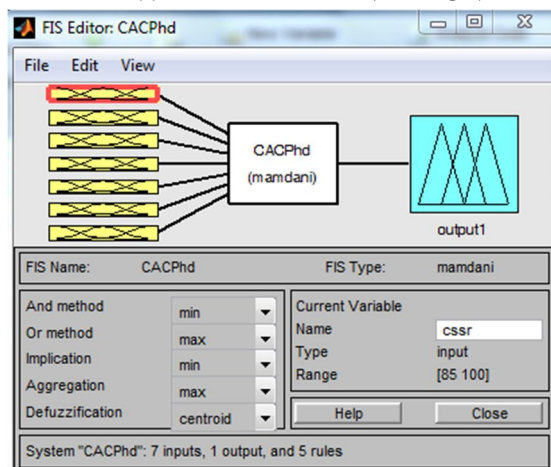 FIS Editor: CACPhd
File Edit View
CACPhd
(mamdani)
output1
FIS Name: CACPhd FIS Type: mamdani
And method min
Or method max
Implication min
Aggregation max
Defuzzification centroid
Current Variable
Name cssr
Type input
Range [85 100]
Help Close
System "CACPhd": 7 inputs, 1 output, and 5 rules